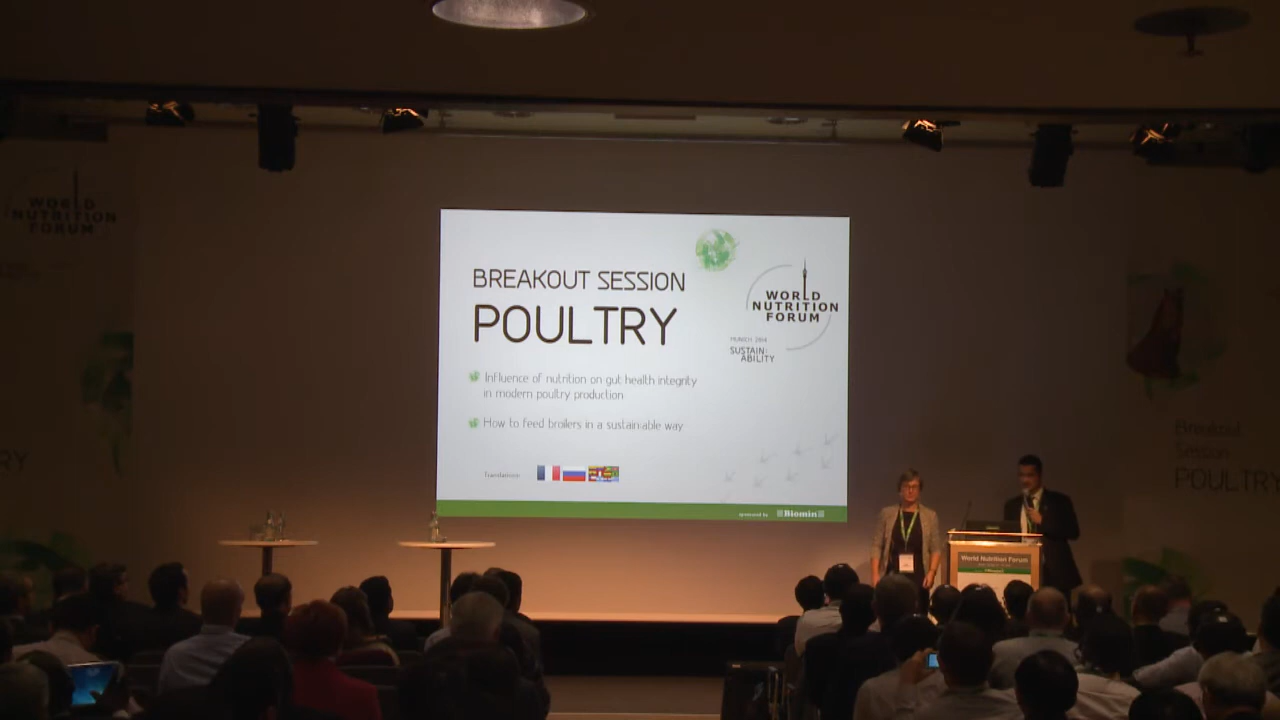 WORLD
NUTRITION
FORUM
BREAKOUT SESSION
POULTRY
WORLD
NUTRITION
FORUM
MUNICH 2014
SUSTAIN:
ABILITY
Influence of nutrition on gut health integrity
in modern poultry production
How to feed broilers in a sustainable way
Translation:
sponsored by Biomin
World Nutrition Forum
Breakout
Session
POULTRY
RY